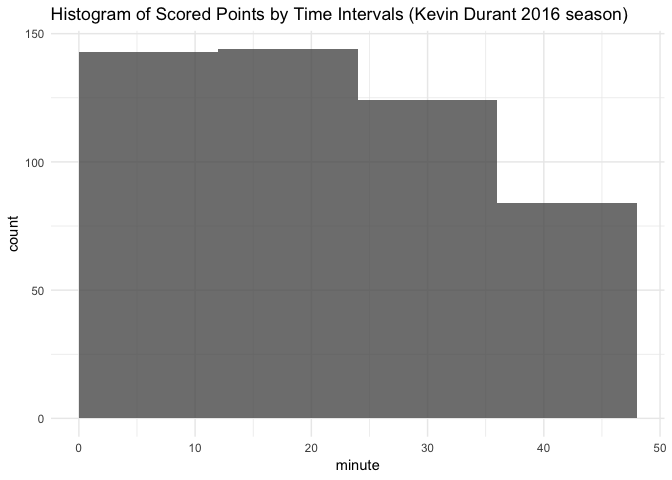 Histogram of Scored Points by Time Intervals (Kevin Durant 2016 season)
150
100
50
0
count
0 10 20 30 40 50
minute